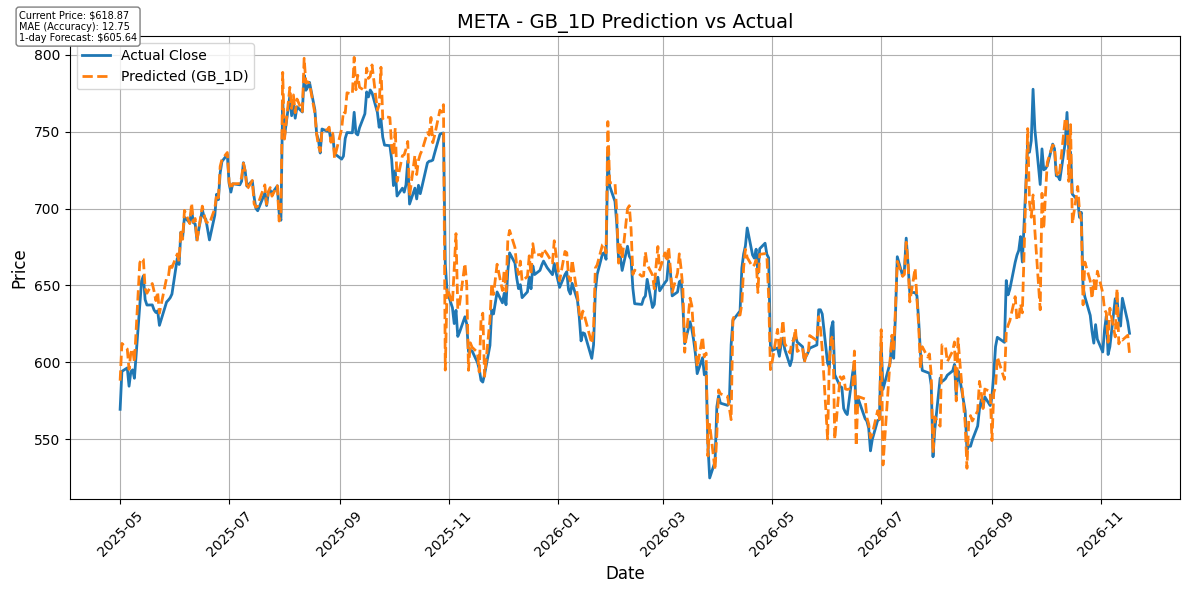 META - GB_1D Prediction vs Actual
Current Price: $618.87
MAE (Accuracy): 12.75
1-day Forecast: $605.64
Actual Close
Predicted (GB_1D)
Price
800
750
700
650
600
550
2025-05
2025-07
2025-09
2025-11
2026-01
2026-03
2026-05
2026-07
2026-09
2026-11
Date